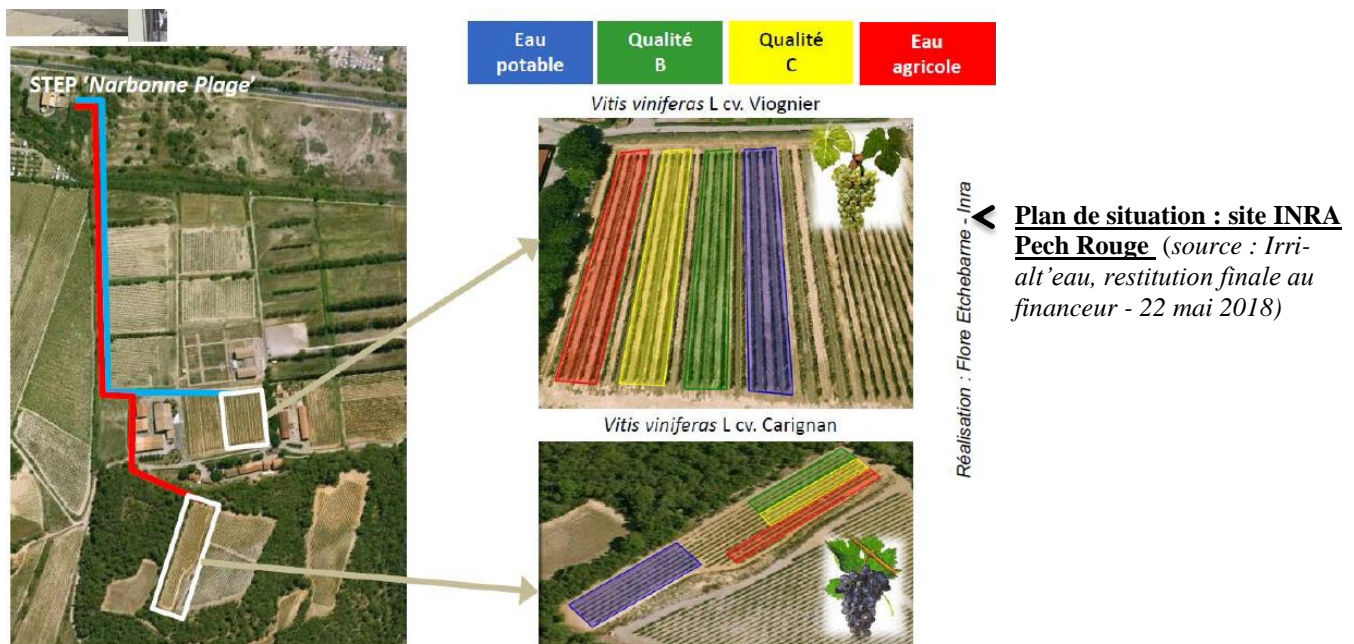 STEP 'Narbonne Plage'
Eau
potable
Qualité
B
Qualité
C
Eau
agricole
Vitis viniferas L cv. Viognier
Vitis viniferas L cv. Carignan
Réalisation : Flore Etchebarne - Inra
Plan de situation : site INRA
Pech Rouge (source : Irri-
alt'eau, restitution finale au
financeur - 22 mai 2018)